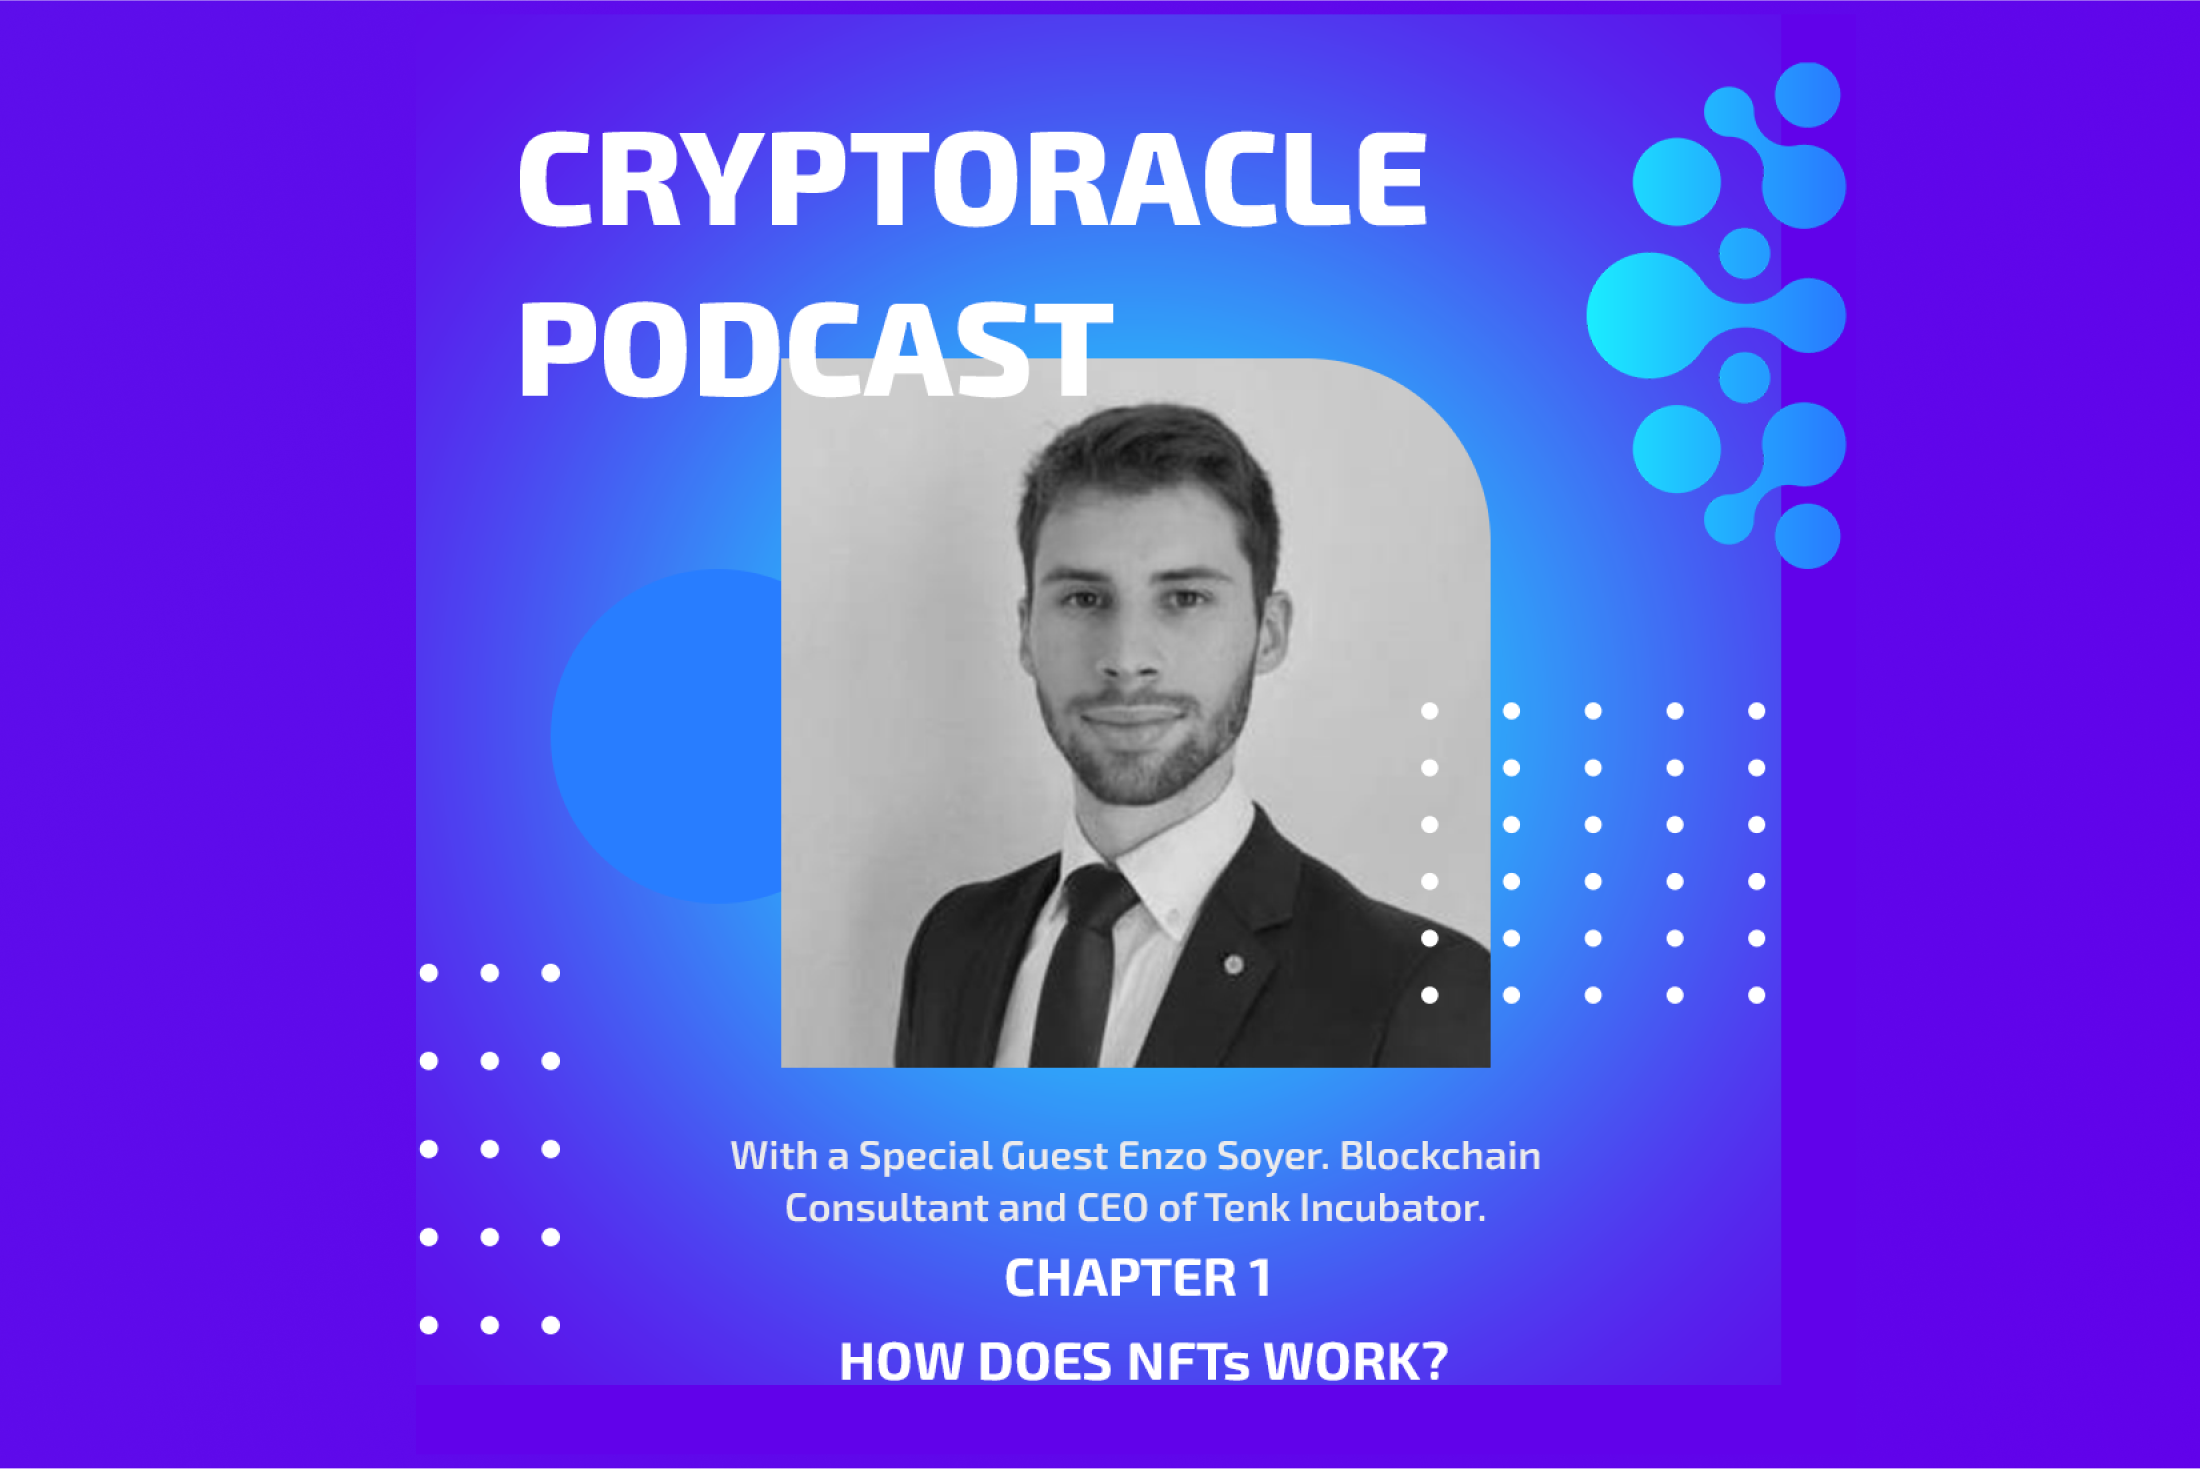 CRYPTORACLE
PODCAST
With a Special Guest Enzo Soyer. Blockchain
Consultant and CEO of Tenk Incubator.
CHAPTER 1
HOW DOES NFTs WORK?